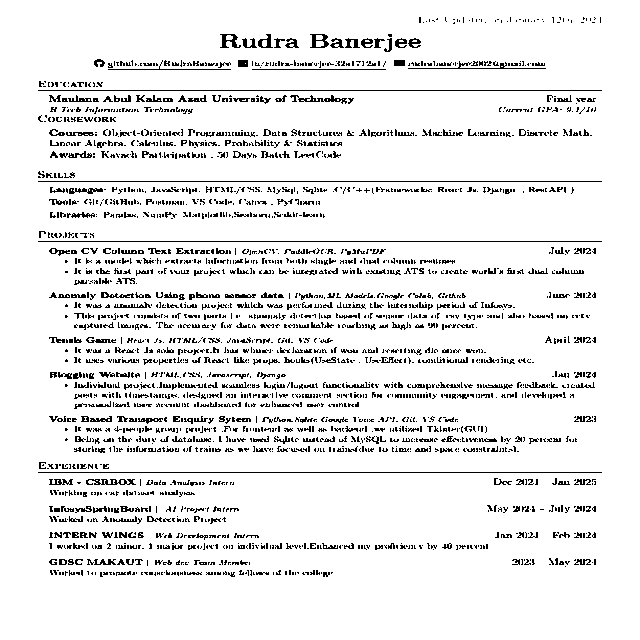 Last Updated on January 12th, 2024
Rudra Banerjee
github.com/RudraBanerjee in/rudra-banerjee-32a1712a1/ rudrabanerjee2002@gmail.com
Education
Maulana Abul Kalam Azad University of Technology Final year
B Tech Information Technology Current GPA: 9.1/10
Coursework
Courses: Object-Oriented Programming, Data Structures & Algorithms, Machine Learning, Discrete Math,
Linear Algebra, Calculus, Physics, Probability & Statistics
Awards: Kavach Participation , 50 Days Batch LeetCode
Skills
Languages: Python, JavaScript, HTML/CSS, MySql, Sqlite ,C/C++(Frameworks: React Js, Django , RestAPI )
Tools: Git/GitHub, Postman, VS Code, Canva , PyCharm
Libraries: Pandas, NumPy, Matplotlib,Seaborn,Scikit-learn
Projects
Open CV Column Text Extraction | OpenCV, PaddleOCR, PyMuPDF July 2024
• It is a model which extracts information from both single and dual column resumes
• It is the first part of your project which can be integrated with existing ATS to create world's first dual column
parsable ATS.
Anomaly Detection Using phone sensor data | Python,ML Models,Google Colab, Github June 2024
• It was a anamaly detection project which was performed during the internship period of Infosys.
• This project consists of two parts i.e. anomaly detection based of sensor data of .csv type and also based on cctv
captured images. The accuracy for data were remarkable reaching as high as 90 percent.
Tennis Game | React Js, HTML/CSS, JavaScript, Git, VS Code April 2024
• It was a React Js solo project.It has winner declaration if won and resetting die once won.
• It uses various properties of React like props, hooks(UseState , UseEffect), conditional rendering etc.
Blogging Website | HTML,CSS, Javascript, Django Jan 2024
• Individual project.Implemented seamless login/logout functionality with comprehensive message feedback, created
posts with timestamps, designed an interactive comment section for community engagement, and developed a
personalized user account dashboard for enhanced user control
Voice Based Transport Enquiry Sytem | Python,Sqlite Google Voice API, Git, VS Code 2023
• It was a 4-people group project .For frontend as well as backend ,we utilized Tkinter(GUI)
• Being on the duty of database, I have used Sqlite instead of MySQL to increase effectiveness by 20 percent for
storing the information of trains as we have focused on trains(due to time and space constraints).
Experience
IBM - CSRBOX | Data Analysis Intern Dec 2024 – Jan 2025
Working on car dataset analysis
InfosysSpringBoard | AI Project Intern May 2024 – July 2024
Worked on Anomaly Detection Project
INTERN WINGS | Web Development Intern Jan 2024 – Feb 2024
I worked on 2 minor, 1 major project on individual level.Enhanced my proficiency by 40 percent
GDSC MAKAUT | Web dev Team Member 2023 – May 2024
Worked to promote consciousness among fellows of the college